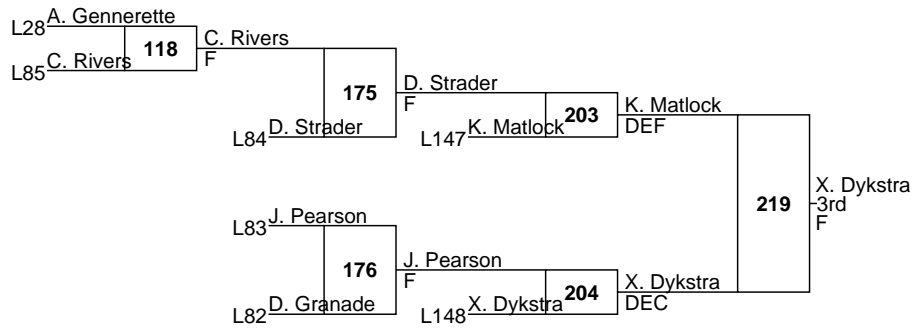 L28 A. Gennerette
118
C. Rivers
F
L85 C. Rivers
175
D. Strader
F
L84 D. Strader
203
K. Matlock
DEF
L147 K. Matlock
219
X. Dykstra
3rd
F
L83 J. Pearson
176
J. Pearson
F
L82 D. Granade
204
X. Dykstra
DEC
L148 X. Dykstra